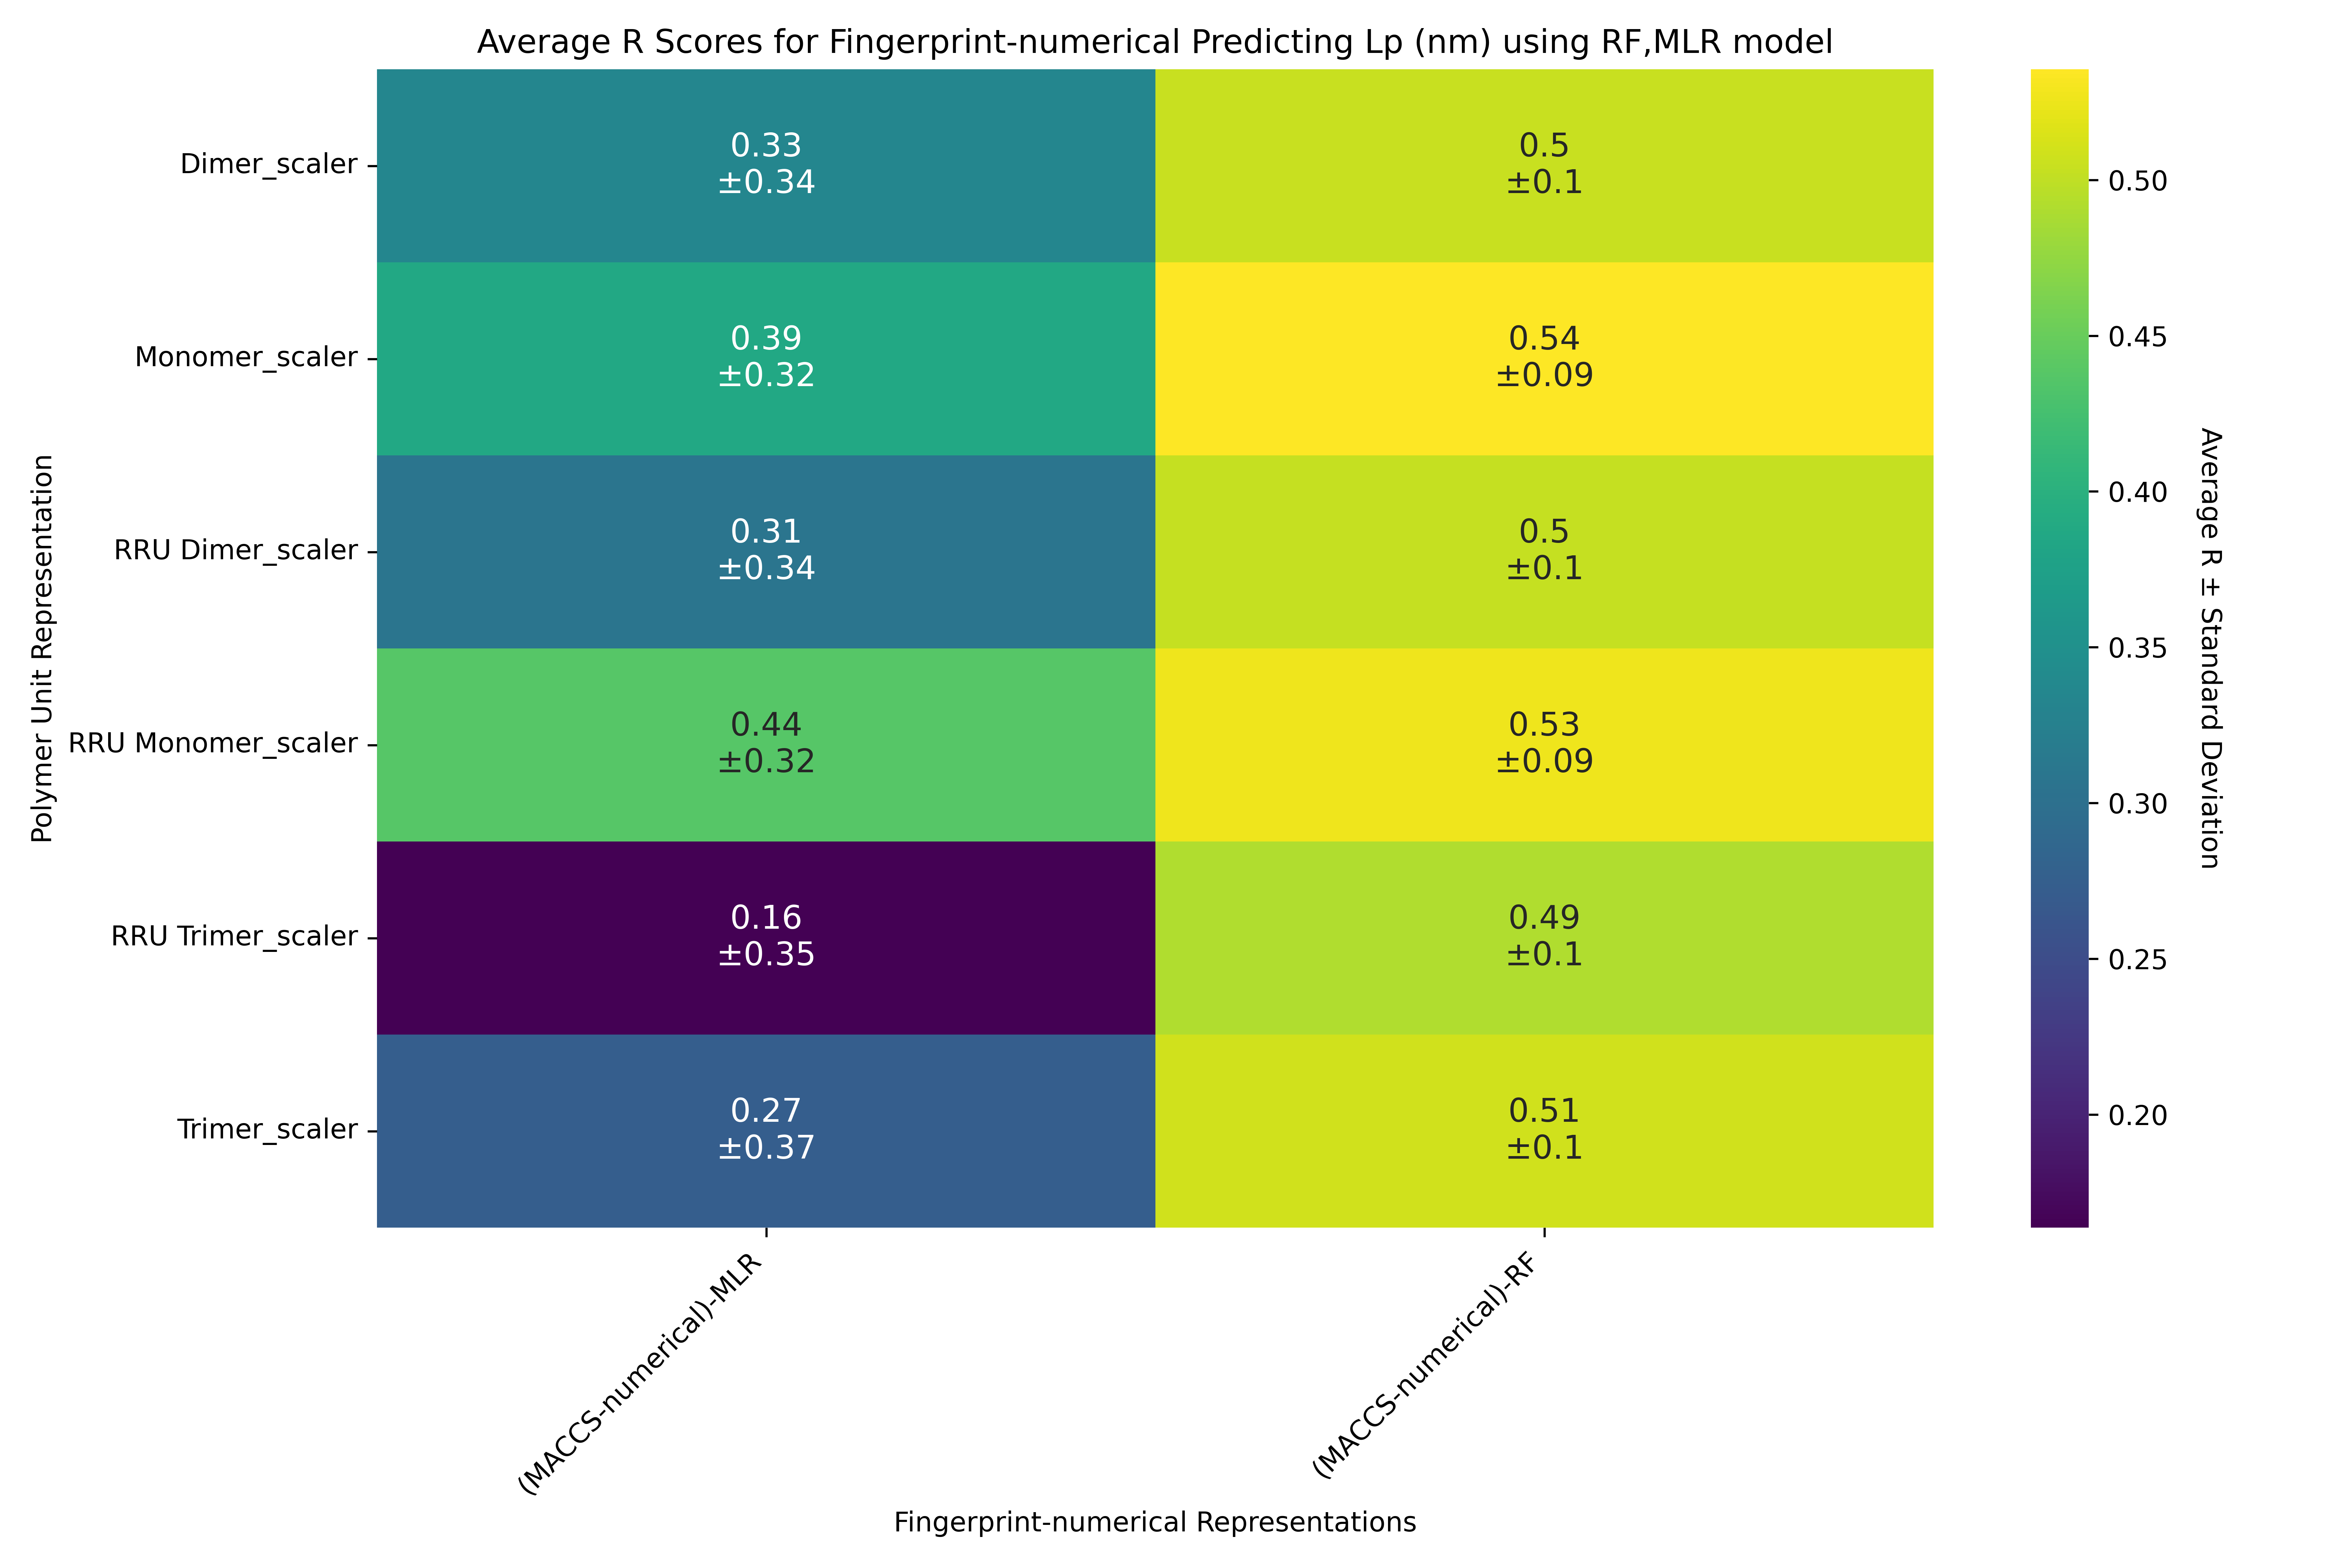 Average R Scores for Fingerprint-numerical Predicting Lp (nm) using RF,MLR model
Polymer Unit Representation
Dimer_scaler
0.33
±0.34
0.5
±0.1
Monomer_scaler
0.39
±0.32
0.54
±0.09
RRU Dimer_scaler
0.31
±0.34
0.5
±0.1
RRU Monomer_scaler
0.44
±0.32
0.53
±0.09
RRU Trimer_scaler
0.16
±0.35
0.49
±0.1
Trimer_scaler
0.27
±0.37
0.51
±0.1
(MACCS-numerical)-MLR
(MACCS-numerical)-RF
Fingerprint-numerical Representations
0.50
0.45
0.40
0.35
0.30
0.25
0.20
Average R ± Standard Deviation